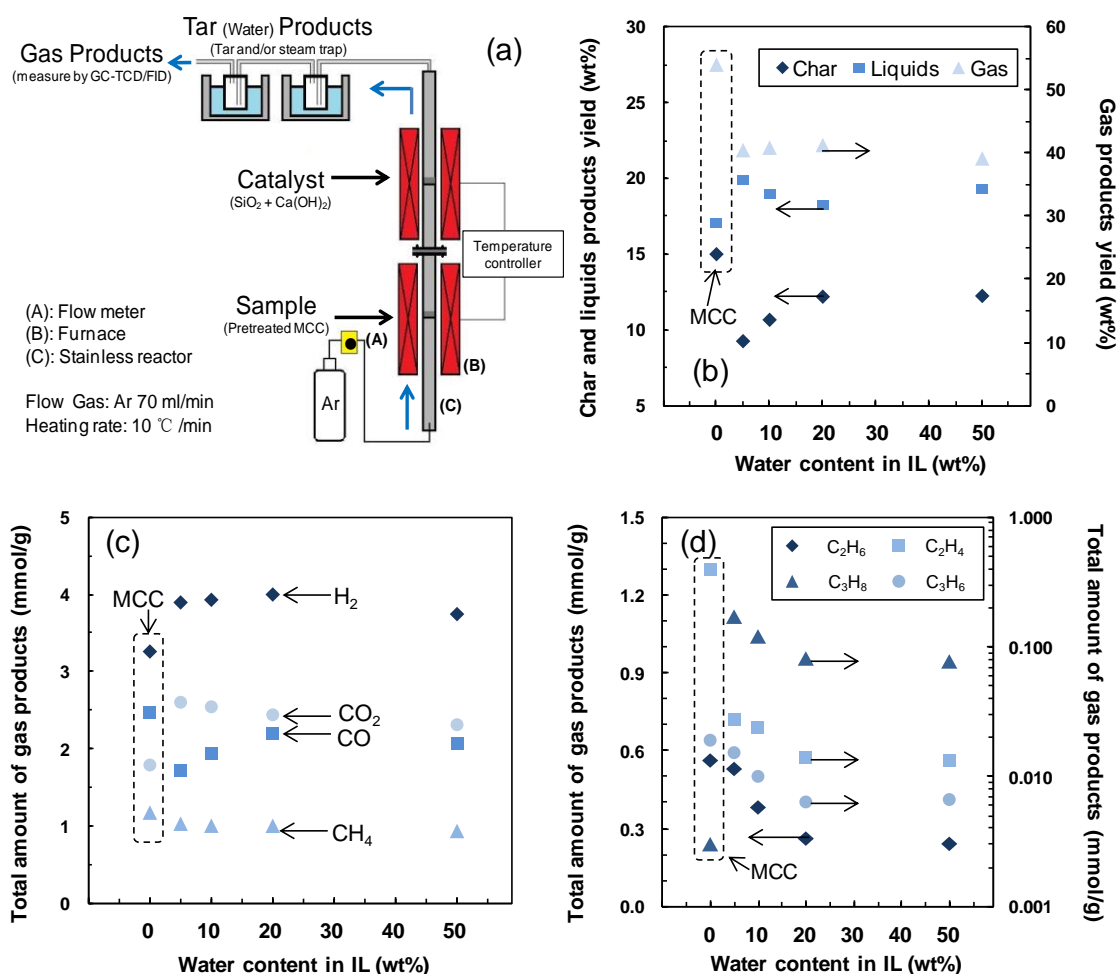 Tar (Water) Products
(Tar and/or steam trap)
Gas Products
(measure by GC-TCD/FID)
(a)
Catalyst
(SiO₂ + Ca(OH)₂)
Temperature
controller
Sample
(Pretreated MCC)
(A)
(B)
(C)
Ar
(A): Flow meter
(B): Furnace
(C): Stainless reactor
Flow Gas: Ar 70 ml/min
Heating rate: 10 ℃ /min
Char and liquids products yield (wt%)
30
25
20
15
10
5
Char Liquids Gas
MCC
(b)
60
50
40
30
20
10
0
Gas products yield
(wt%)
0 10 20 30 40 50
Water content in IL (wt%)
Total amount of gas products (mmol/g)
5
4
3
2
1
0
(c)
MCC
H₂
CO₂
CO
CH₄
0 10 20 30 40 50
Water content in IL (wt%)
Total amount of gas products (mmol/g)
1.5
1.2
0.9
0.6
0.3
0.0
(d)
C₂H₆ C₂H₄
C₃H₈ C₃H₆
MCC
1.000
0.100
0.010
0.001
Total amount of gas products (mmol/g)
0 10 20 30 40 50
Water content in IL (wt%)